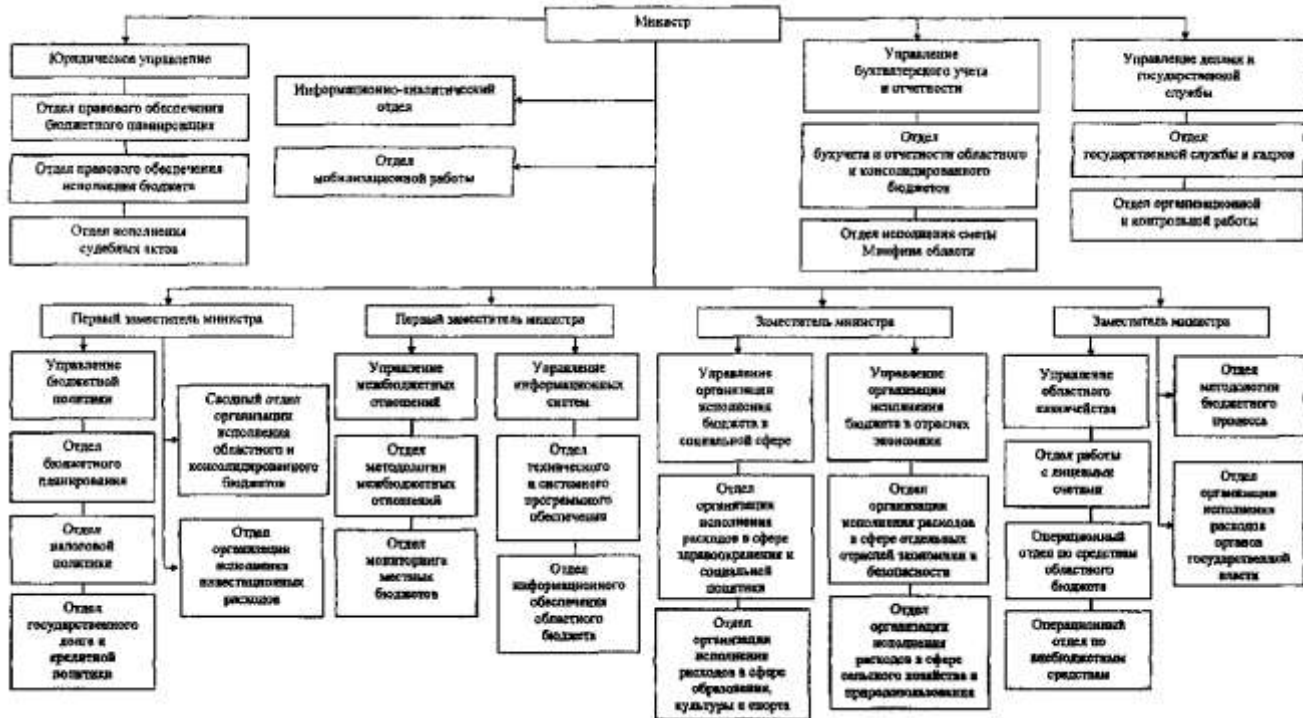 Министр
Юридическое управление
Отдел правового обеспечения
бюджетного планирования
Отдел правового обеспечения
исполнения бюджета
Отдел исполнения
судебных актов
Информационно-аналитический
отдел
Отдел
мобилизационной работы
Управление
бухгалтерского учета
и отчетности
Отдел
бухучета и отчетности областного
и консолидированного
бюджетов
Отдел исполнения сметы
Минфина области
Управление делами и
государственной
службы
Отдел
государственной службы и кадров
Отдел организационной
и контрольной работы
Первый заместитель министра
Управление
бюджетной
политики
Отдел
бюджетного
планирования
Отдел
налоговой
политики
Отдел
государственного
долга и
кредитной
политики
Сводный отдел
организации
исполнения
областного и
консолидированного
бюджетов
Отдел
организации
исполнения
инвестиционных
расходов
Первый заместитель министра
Управление
межбюджетных
отношений
Отдел
методологии
межбюджетных
отношений
Отдел
мониторинга
местных
бюджетов
Управление
информационных
систем
Отдел
технического
и системного
программного
обеспечения
Отдел
информационного
обеспечения
областного
бюджета
Заместитель министра
Управление
организации
исполнения
бюджета в
социальной сфере
Отдел
организации
исполнения
расходов в сфере
здравоохранения и
социальной
политики
Отдел
организации
исполнения
расходов в сфере
образования,
культуры и спорта
Управление
организации
исполнения
бюджета в отраслях
экономики
Отдел
организации
исполнения расходов
в сфере отдельных
отраслей экономики и
безопасности
Отдел
организации
исполнения
расходов в сфере
сельского хозяйства и
природопользования
Заместитель министра
Управление
областного
казначейства
Отдел работы
с лицевыми
счетами
Операционный
отдел по средствам
областного
бюджета
Операционный
отдел по
внебюджетным
средствам
Отдел
методологии
бюджетного
процесса
Отдел
организации
исполнения
расходов
органов
государственной
власти